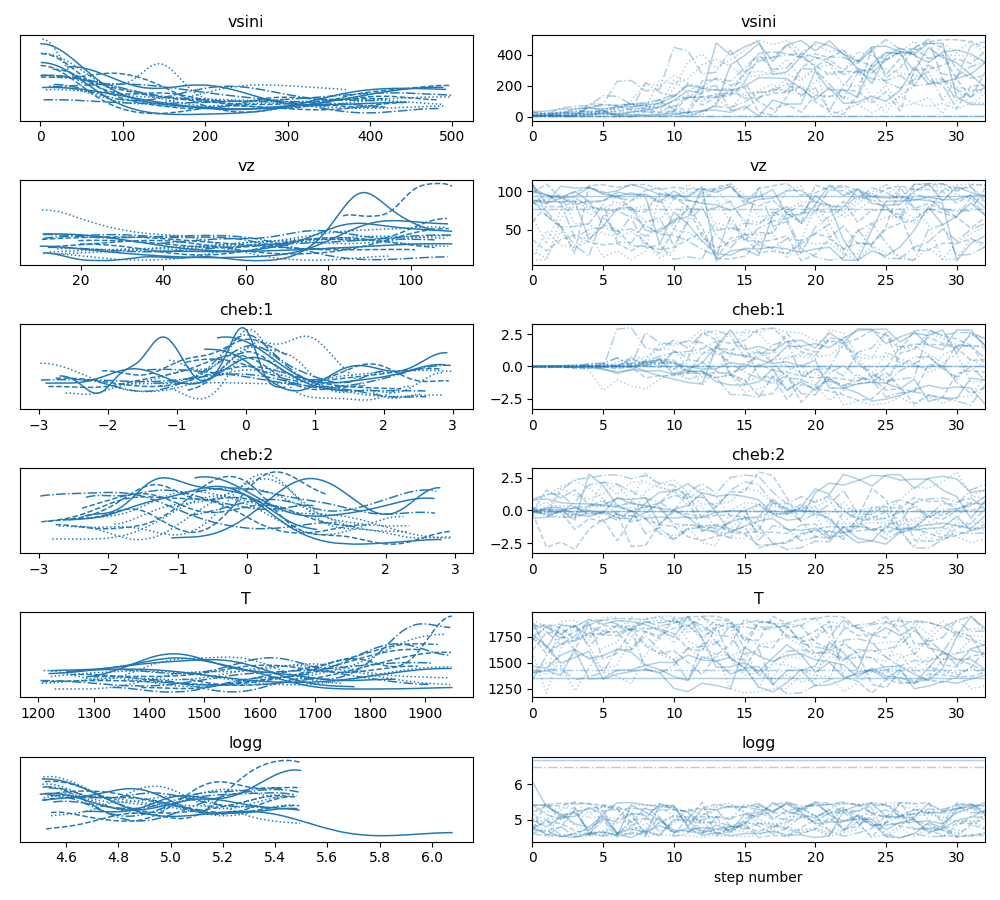 vsini
vsini
0 100 200 300 400 500
400
200
0
0 5 10 15 20 25 30
vz
vz
20 40 60 80 100
100
50
0 5 10 15 20 25 30
cheb:1
cheb:1
−3 −2 −1 0 1 2 3
2.5
0.0
−2.5
0 5 10 15 20 25 30
cheb:2
cheb:2
−3 −2 −1 0 1 2 3
2.5
0.0
−2.5
0 5 10 15 20 25 30
T
T
1200 1300 1400 1500 1600 1700 1800 1900
1750
1500
1250
0 5 10 15 20 25 30
logg
logg
4.6 4.8 5.0 5.2 5.4 5.6 5.8 6.0
6
5
0 5 10 15 20 25 30
step number